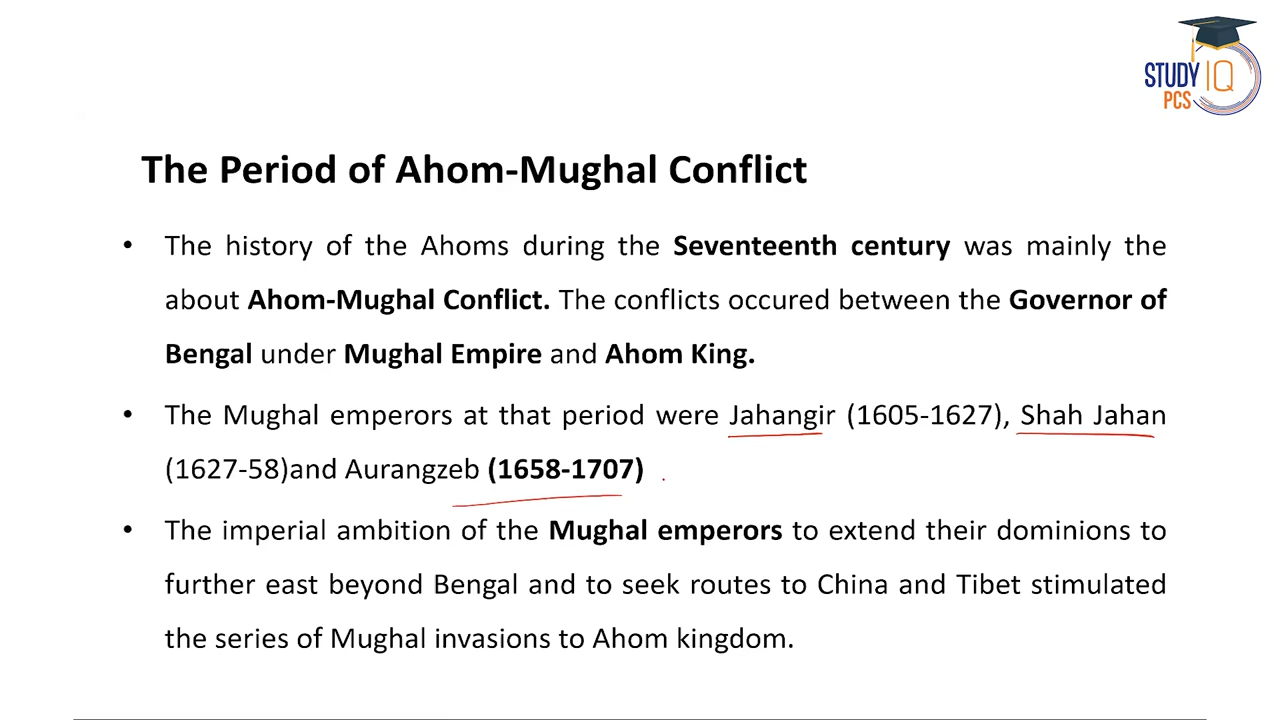 STUDY IQ
PCS
The Period of Ahom-Mughal Conflict
• The history of the Ahoms during the Seventeenth century was mainly the
about Ahom-Mughal Conflict. The conflicts occured between the Governor of
Bengal under Mughal Empire and Ahom King.
• The Mughal emperors at that period were Jahangir (1605-1627), Shah Jahan
(1627-58)and Aurangzeb (1658-1707)
• The imperial ambition of the Mughal emperors to extend their dominions to
further east beyond Bengal and to seek routes to China and Tibet stimulated
the series of Mughal invasions to Ahom kingdom.